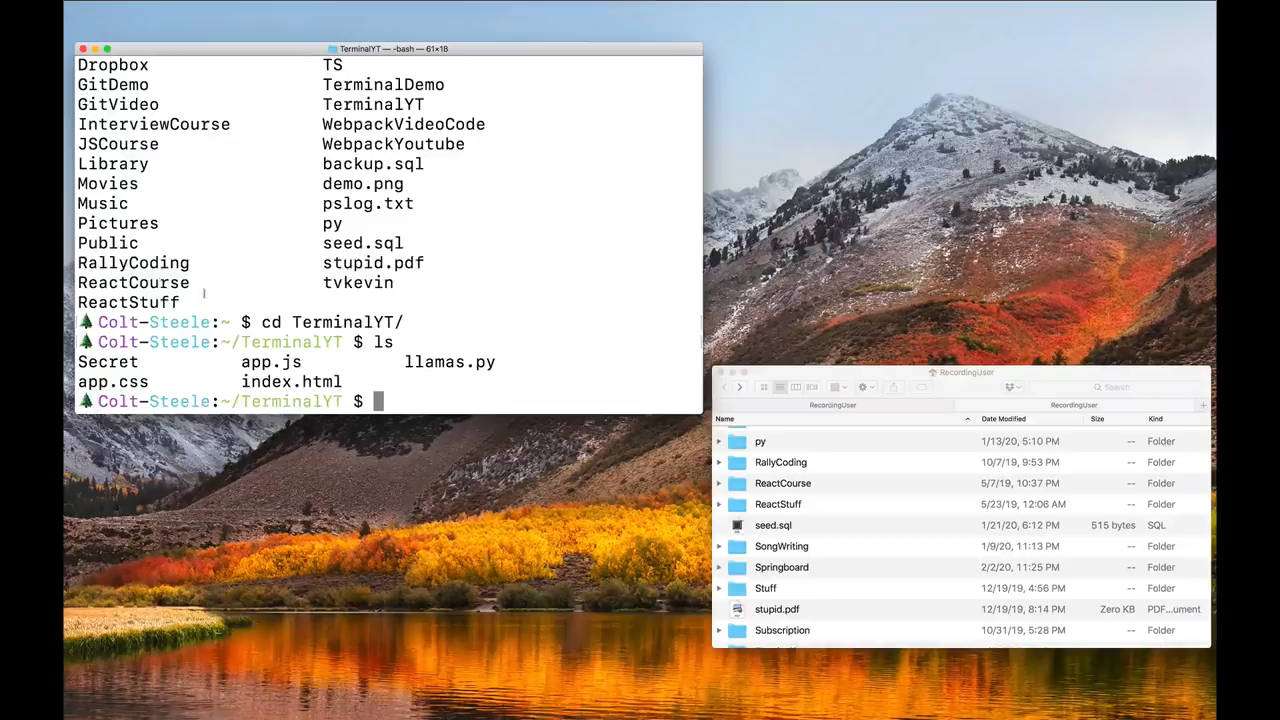 TerminalYT — -bash — 61×18
Dropbox TS
GitDemo TerminalDemo
GitVideo TerminalYT
InterviewCourse WebpackVideoCode
JSCourse WebpackYoutube
Library backup.sql
Movies demo.png
Music pslog.txt
Pictures py
Public seed.sql
RallyCoding stupid.pdf
ReactCourse tvkevin
ReactStuff
Colt-Steele:~ $ cd TerminalYT/
Colt-Steele:~/TerminalYT $ ls
Secret app.js llamas.py
app.css index.html
Colt-Steele:~/TerminalYT $
RecordingUser
Search
RecordingUser RecordingUser
Name Date Modified Size Kind
py 1/13/20, 5:10 PM -- Folder
RallyCoding 10/7/19, 9:53 PM -- Folder
ReactCourse 5/7/19, 10:37 PM -- Folder
ReactStuff 5/23/19, 12:06 AM -- Folder
seed.sql 1/21/20, 6:12 PM 515 bytes SQL
SongWriting 1/9/20, 11:13 PM -- Folder
Springboard 2/2/20, 11:25 PM -- Folder
Stuff 12/19/19, 4:56 PM -- Folder
stupid.pdf 12/19/19, 8:14 PM Zero KB PDF...ument
Subscription 10/31/19, 5:28 PM -- Folder